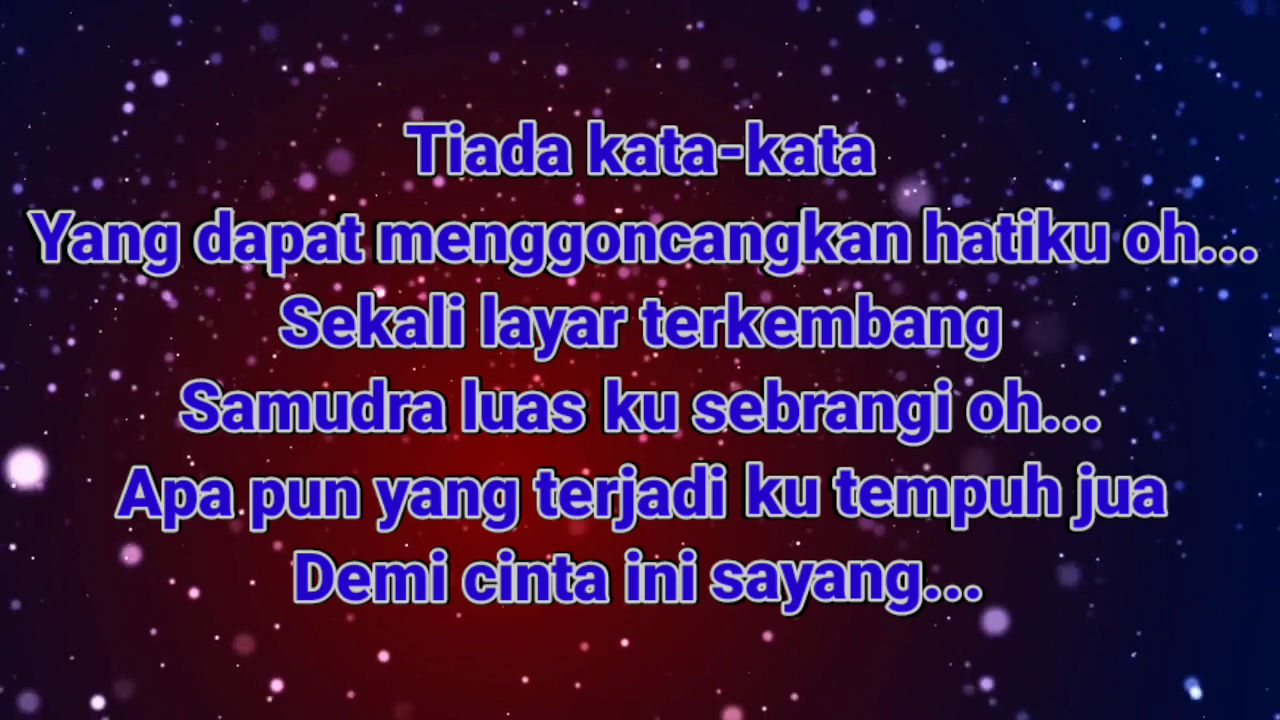 Tiada kata-kata
Yang dapat menggoncangkan hatiku oh...
Sekali layar terkembang
Samudra luas ku sebrangi oh...
Apa pun yang terjadi ku tempuh jua
Demi cinta ini sayang...